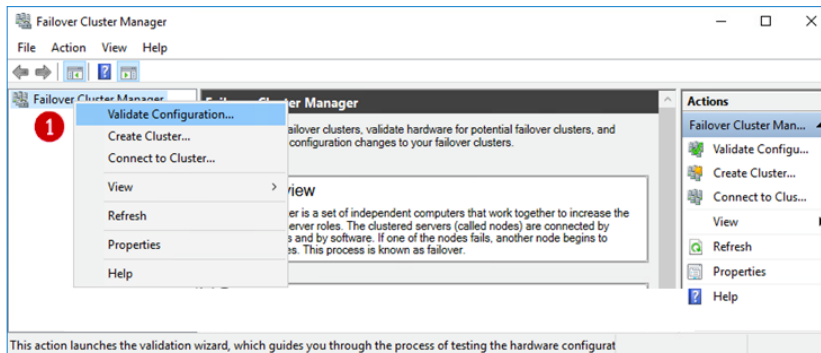 Failover Cluster Manager
File Action View Help
Failover Cluster Manager
ter Manager
Actions
1
Validate Configuration...
Create Cluster...
Connect to Cluster...
View
Refresh
Properties
Help
ailover clusters, validate hardware for potential failover clusters, and
configuration changes to your failover clusters.
view
er is a set of independent computers that work together to increase the
erver roles. The clustered servers (called nodes) are connected by
s and by software. If one of the nodes fails, another node begins to
es. This process is known as failover.
Failover Cluster Man...
Validate Configu...
Create Cluster...
Connect to Clus...
View
Refresh
Properties
Help
This action launches the validation wizard, which guides you through the process of testing the hardware configurat